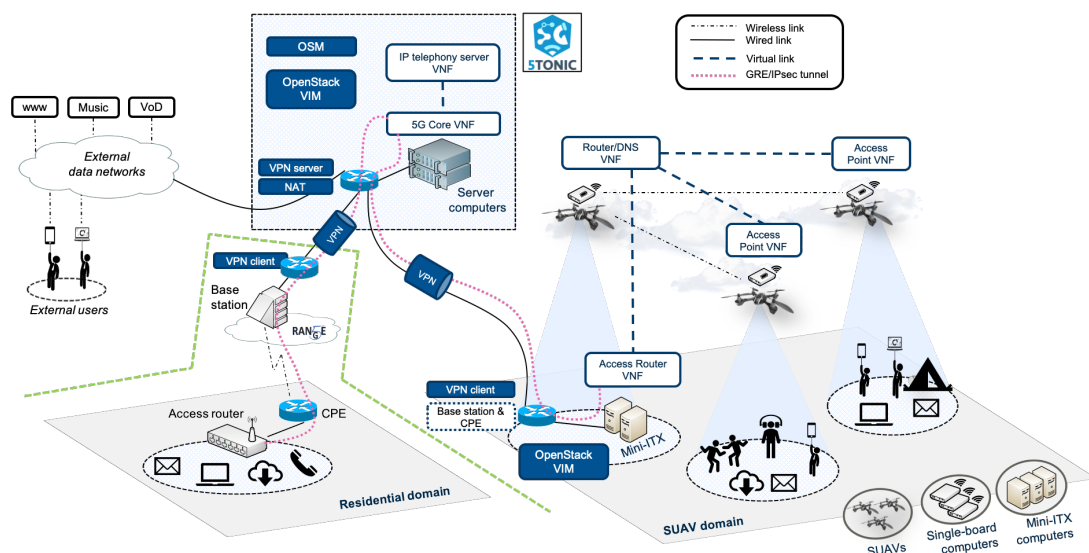 OSM
OpenStack
VIM
IP telephony server
VNF
5G Core VNF
5G
5TONIC
VPN server
NAT
Server
computers
Wireless link
Wired link
Virtual link
GRE/IPsec tunnel
www
Music
VoD
External
data networks
External users
VPN
VPN client
Base
station
RANGE
5G
VPN
Router/DNS
VNF
Access
Point VNF
Access
Point VNF
Access Router
VNF
VPN client
Base station &
CPE
OpenStack
VIM
Mini-ITX
Access router
CPE
Residential domain
SUAV domain
SUAVs
Single-board
computers
Mini-ITX
computers